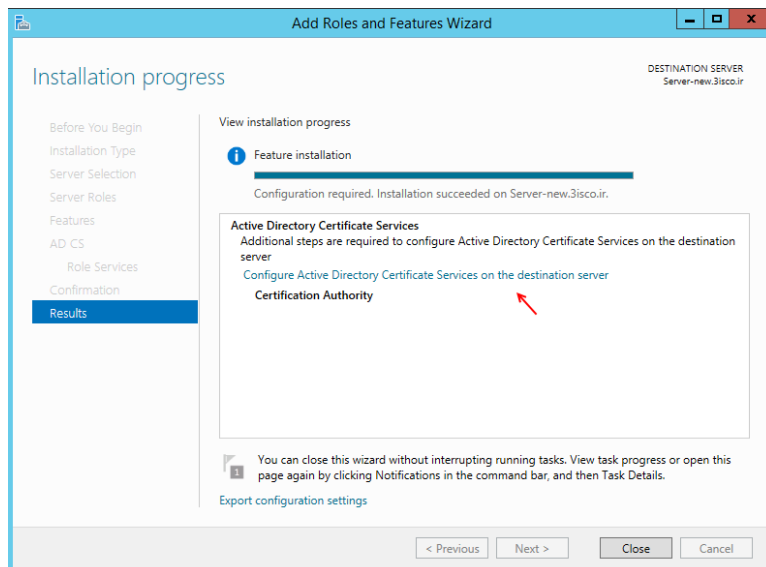 Add Roles and Features Wizard
Installation progress
DESTINATION SERVER
Server-new.3isco.ir
Before You Begin
Installation Type
Server Selection
Server Roles
Features
AD CS
Role Services
Confirmation
Results
View installation progress
Feature installation
Configuration required. Installation succeeded on Server-new.3isco.ir.
Active Directory Certificate Services
Additional steps are required to configure Active Directory Certificate Services on the destination
server
Configure Active Directory Certificate Services on the destination server
Certification Authority
1
You can close this wizard without interrupting running tasks. View task progress or open this
page again by clicking Notifications in the command bar, and then Task Details.
Export configuration settings
< Previous
Next >
Close
Cancel